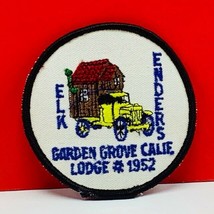 ELK
ENDERS
GARDEN GROVE CALIF.
LODGE # 1952